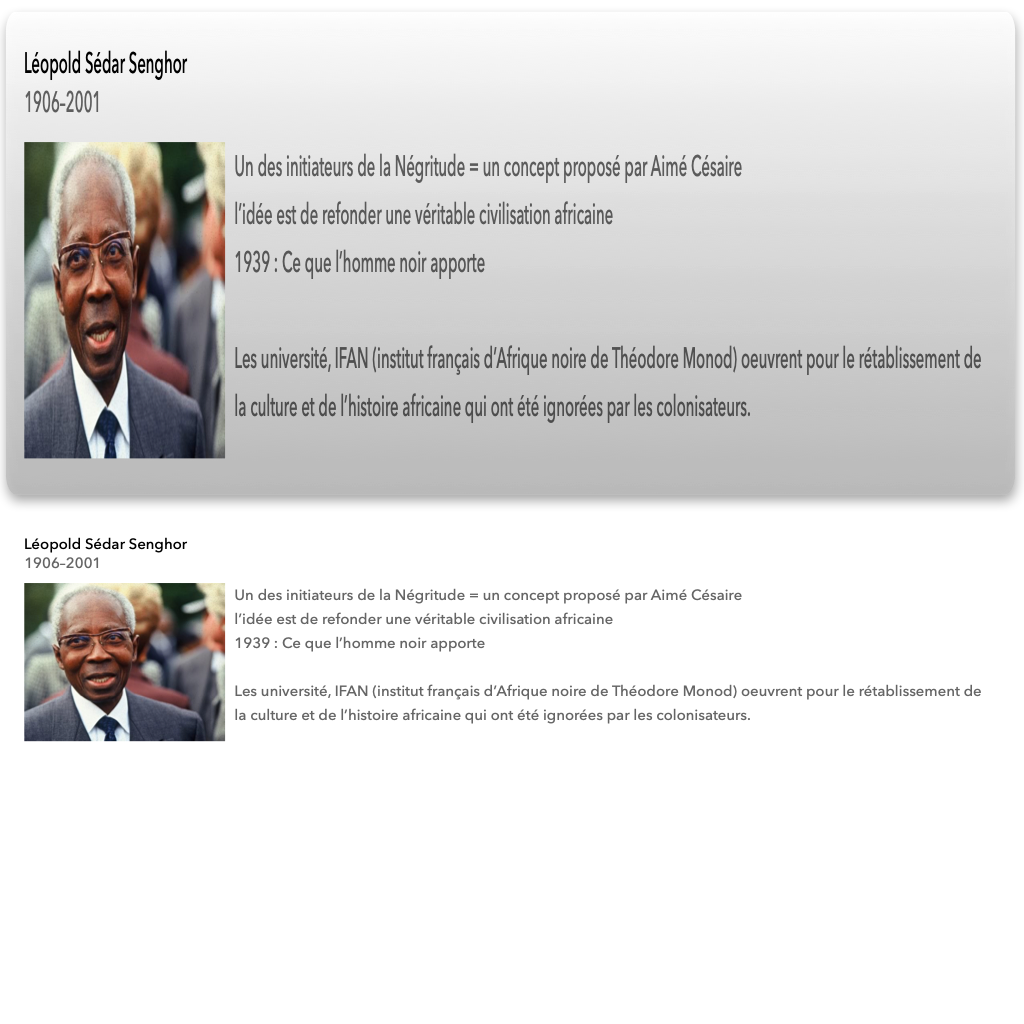 Léopold Sédar Senghor
1906–2001
Un des initiateurs de la Négritude = un concept proposé par Aimé Césaire
l’idée est de refonder une véritable civilisation africaine
1939 : Ce que l’homme noir apporte
Les université, IFAN (institut français d’Afrique noire de Théodore Monod) oeuvrent pour le rétablissement de
la culture et de l’histoire africaine qui ont été ignorées par les colonisateurs.
Léopold Sédar Senghor
1906–2001
Un des initiateurs de la Négritude = un concept proposé par Aimé Césaire
l’idée est de refonder une véritable civilisation africaine
1939 : Ce que l’homme noir apporte
Les université, IFAN (institut français d’Afrique noire de Théodore Monod) oeuvrent pour le rétablissement de
la culture et de l’histoire africaine qui ont été ignorées par les colonisateurs.